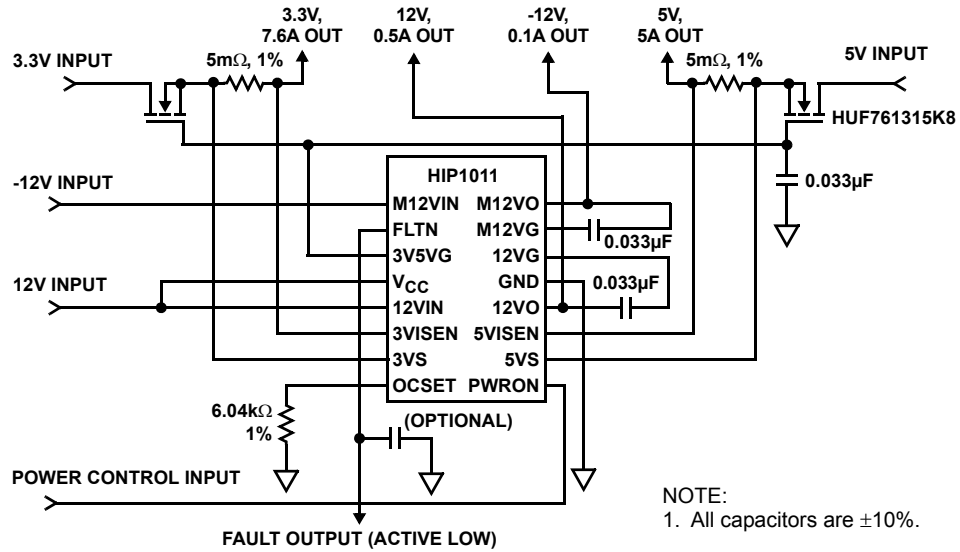 3.3V,
7.6A OUT
12V,
0.5A OUT
-12V,
0.1A OUT
5V,
5A OUT
3.3V INPUT
5mΩ, 1%
5mΩ, 1%
5V INPUT
HUF761315K8
-12V INPUT
HIP1011
0.033µF
M12VIN
M12VO
FLTN
M12VG
0.033µF
3V5VG
12VG
12V INPUT
VCC
GND
0.033µF
12VIN
12VO
3VISEN
5VISEN
3VS
5VS
OCSET
PWRON
6.04kΩ
1%
(OPTIONAL)
POWER CONTROL INPUT
FAULT OUTPUT (ACTIVE LOW)
NOTE:
1. All capacitors are ±10%.